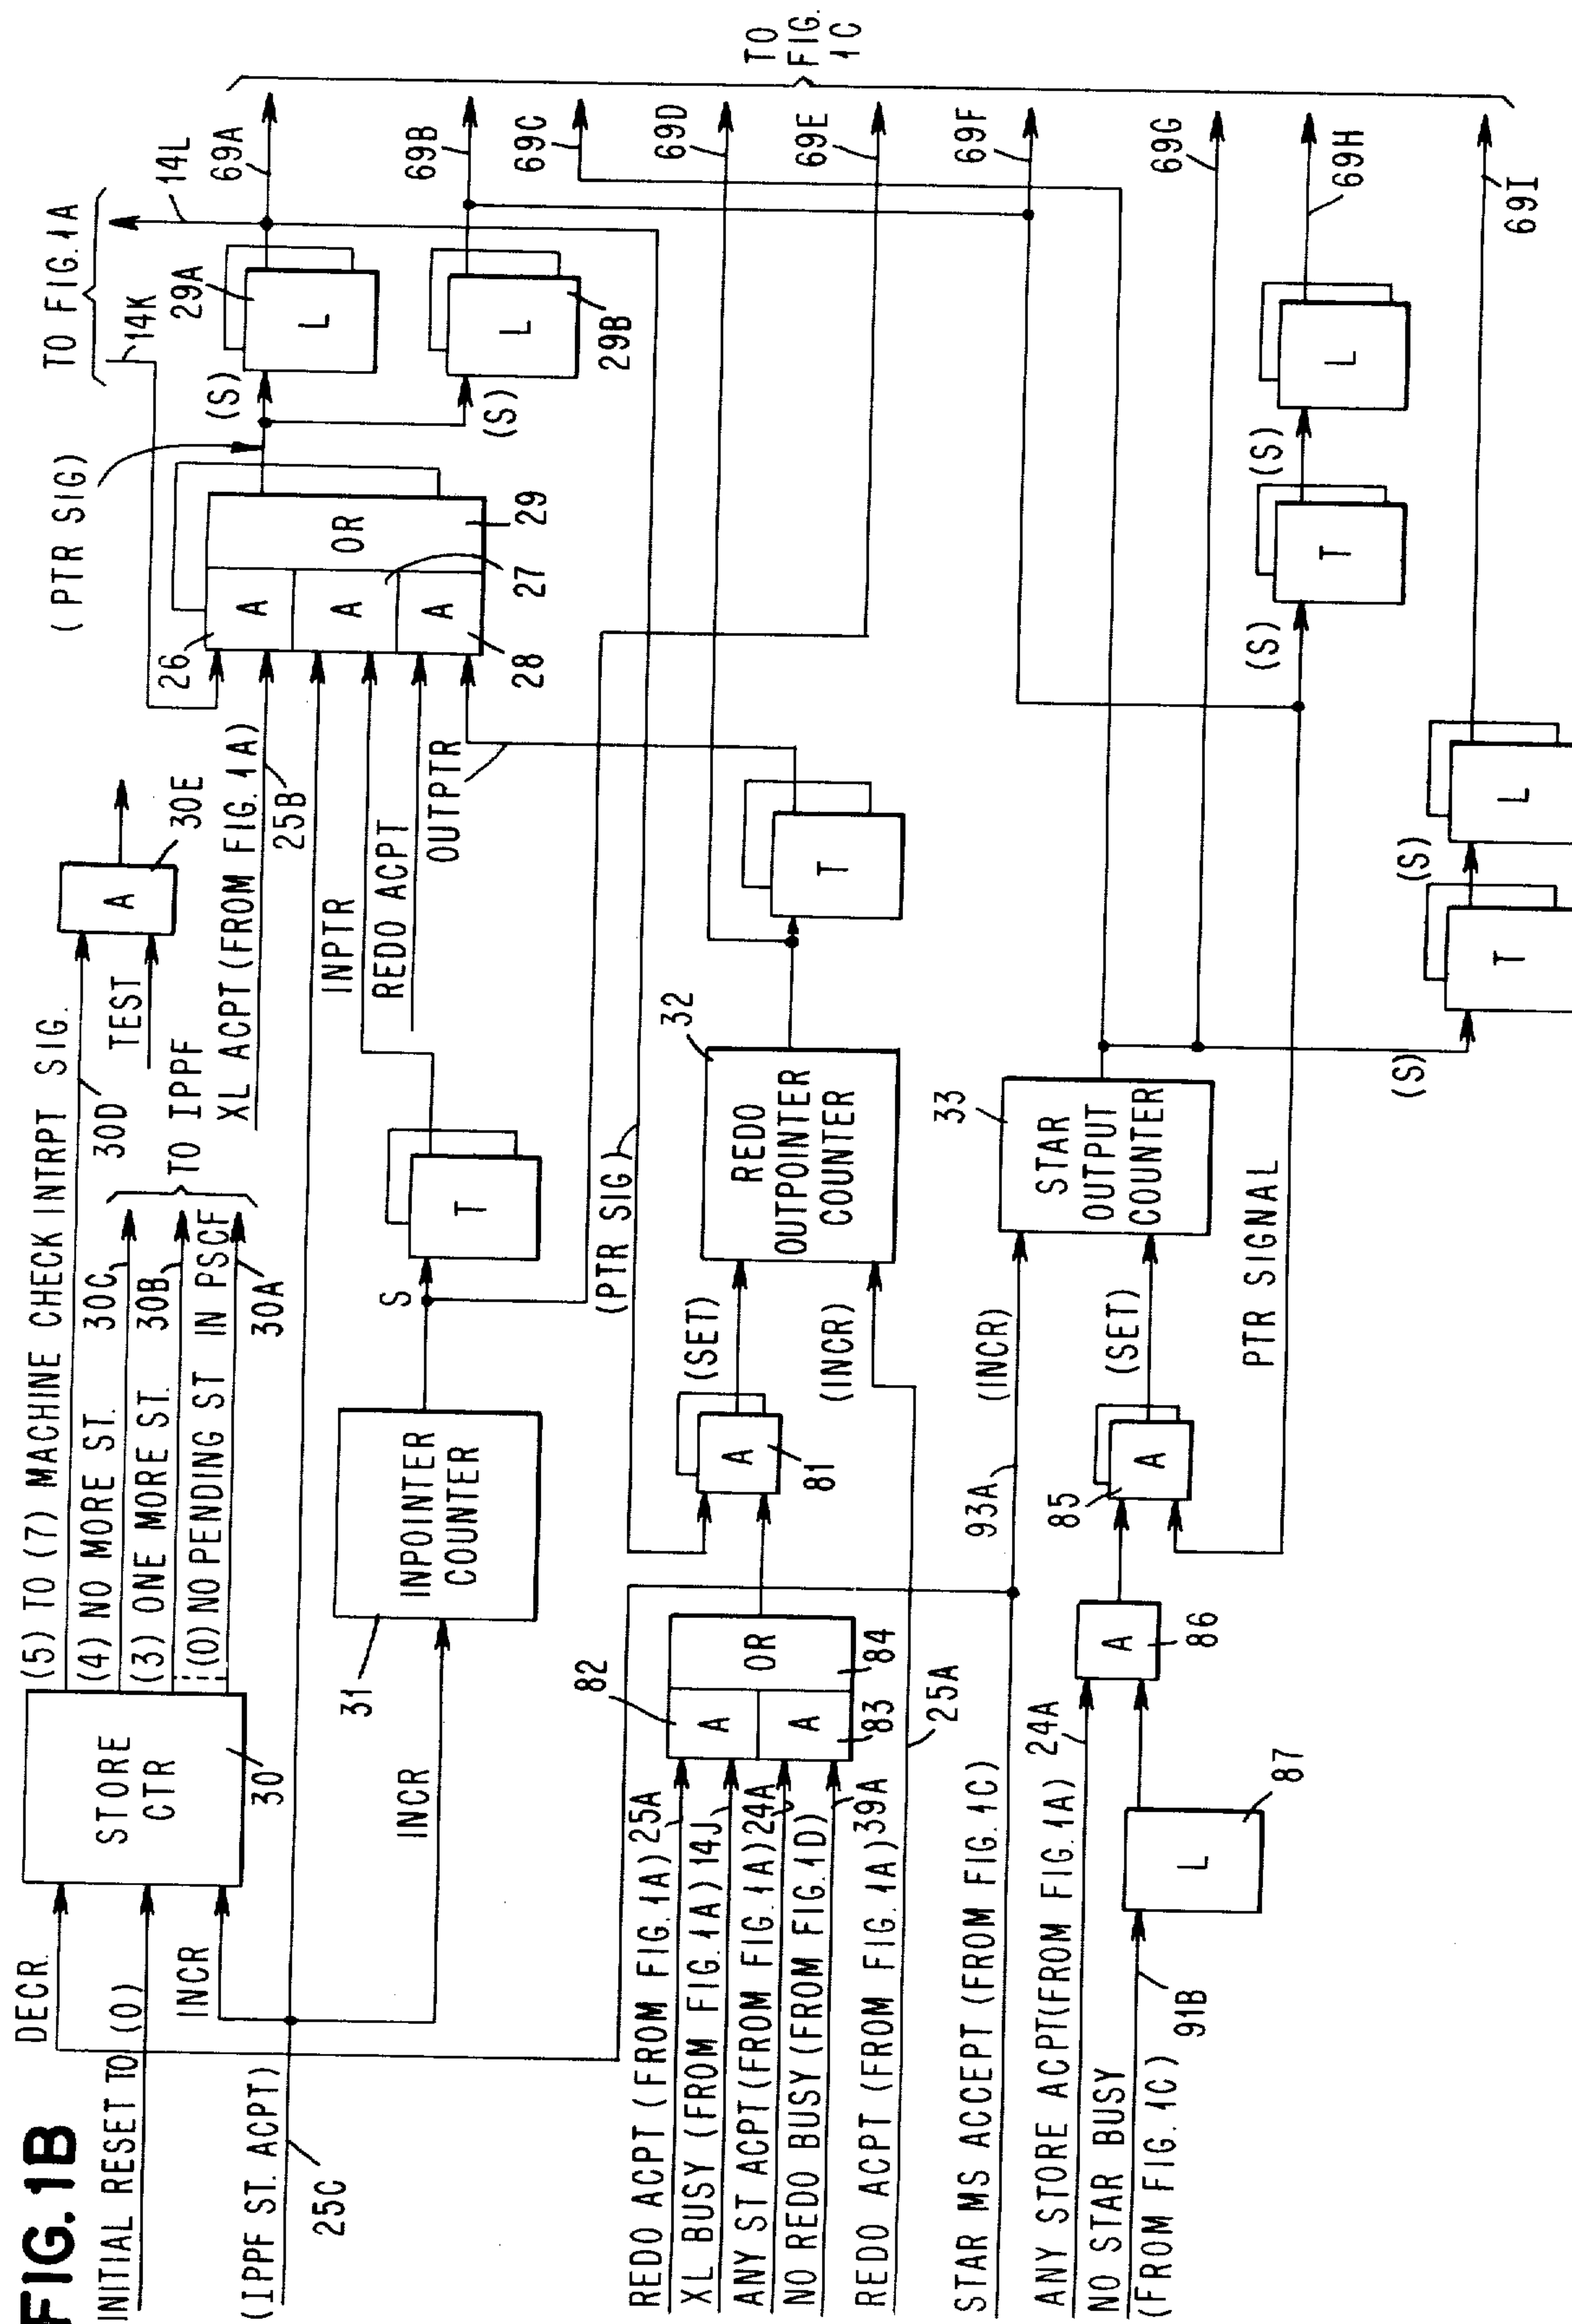 FIG. 1B
INITIAL RESET TO (0)
DECR.
INCR
(IPPF ST. ACPT)
25C
STORE
CTR
30
(5) TO (7) MACHINE CHECK INTRPT SIG.
(4) NO MORE ST. 30C
(3) ONE MORE ST. 30B
(0) NO PENDING ST IN PSCF
30A
TO IPPF
30D
TEST
A
30E
XL ACPT (FROM FIG. 1A)
25B
INPTR
REDO ACPT
OUTPTR
26
A
A
A
OR
27
28
29
(PTR SIG)
(S)
(S)
L
29A
L
29B
TO FIG. 1A
14K
14L
69A
69B
69C
69D
69E
69F
69G
69H
69I
TO
FIG.
1C
INCR
31
INPOINTER
COUNTER
S
T
REDO ACPT (FROM FIG. 1A) 25A
XL BUSY (FROM FIG. 1A) 14J
ANY ST ACPT (FROM FIG. 1A) 24A
NO REDO BUSY (FROM FIG. 1D)
39A
REDO ACPT (FROM FIG. 1A)
25A
82
A
A
83
OR
84
A
81
(PTR SIG)
(SET)
(INCR)
32
REDO
OUTPOINTER
COUNTER
T
STAR MS ACCEPT (FROM FIG. 1C)
93A
(INCR)
ANY STORE ACPT (FROM FIG. 1A) 24A
NO STAR BUSY
(FROM FIG. 1C)
91B
L
87
A
86
85
A
(SET)
PTR SIGNAL
33
STAR
OUTPUT
COUNTER
(S)
T
(S)
L
(S)
T
(S)
L